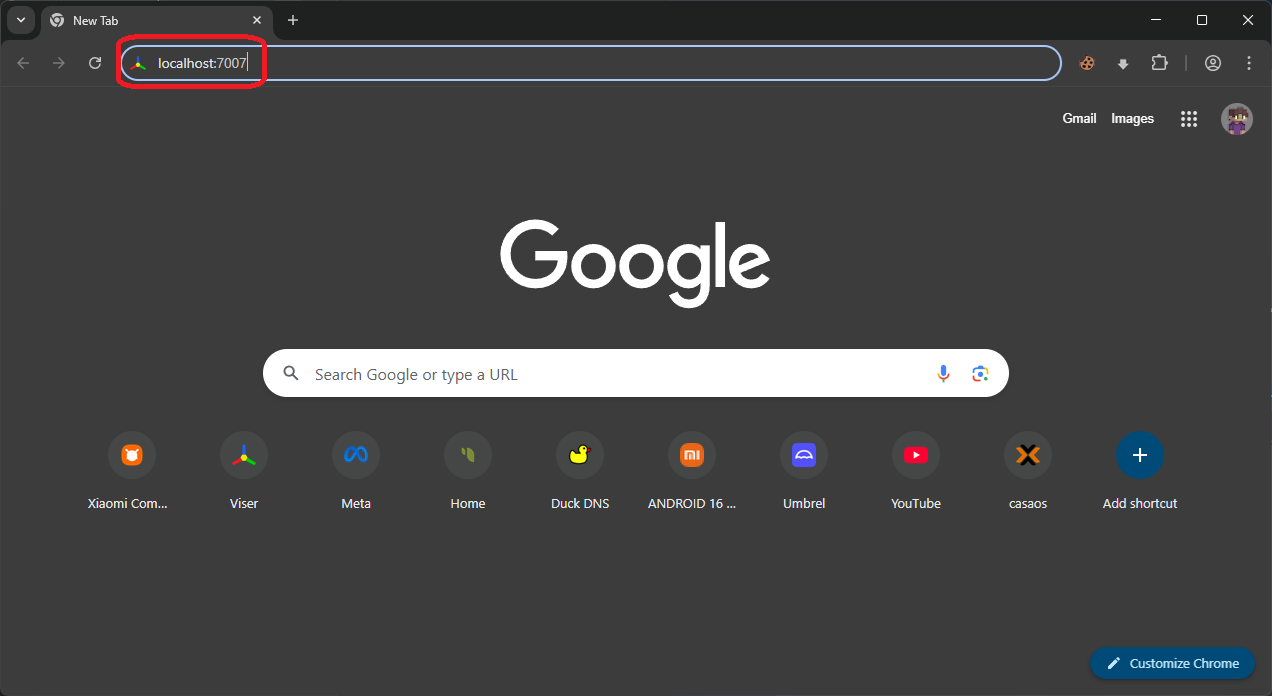 New Tab
localhost:7007
Gmail Images
Google
Search Google or type a URL
mi
Xiaomi Com... Viser Meta Home Duck DNS ANDROID 16 ... Umbrel YouTube casaos Add shortcut
Customize Chrome